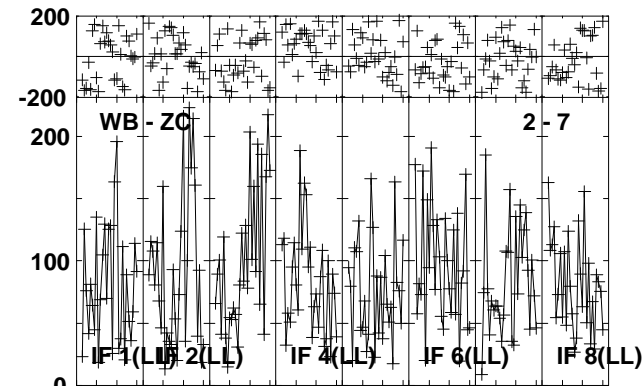 200
-200
200
WB - ZC
2 - 7
100
IF 1(LL) IF 2(LL) IF 4(LL) IF 6(LL) IF 8(LL)
0